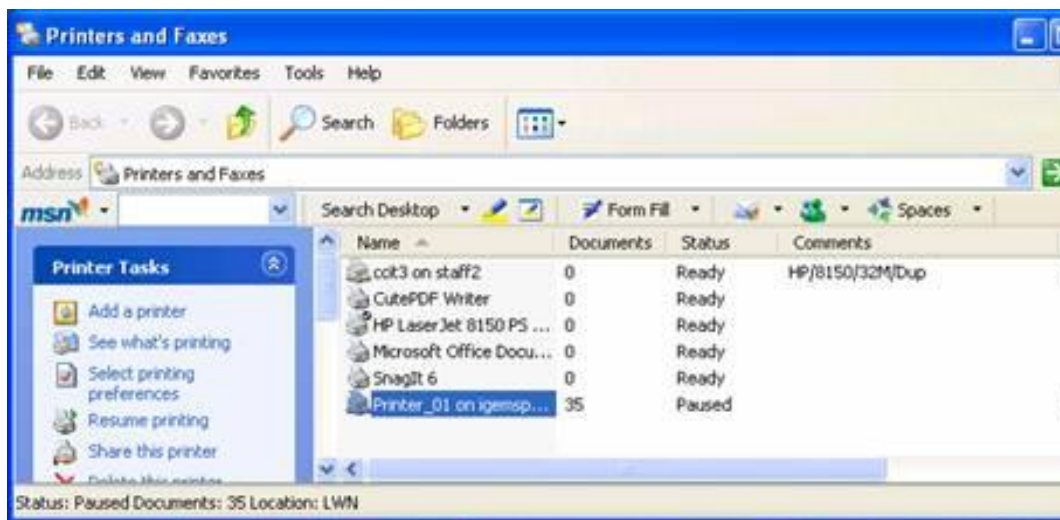 Printers and Faxes
File Edit View Favorites Tools Help
Back Search Folders
Address Printers and Faxes
msn Search Desktop Form Fill Spaces
Name Documents Status Comments
Printer Tasks
ccit3 on staff2 0 Ready HP/8150/32M/Dup
Add a printer
CutePDF Writer 0 Ready
HP LaserJet 8150 PS ... 0 Ready
See what's printing
Microsoft Office Docu... 0 Ready
Select printing
preferences
SnagIt 6 0 Ready
Printer_01 on igemsp... 35 Paused
Resume printing
Share this printer
Delete this printer
Status: Paused Documents: 35 Location: LWN